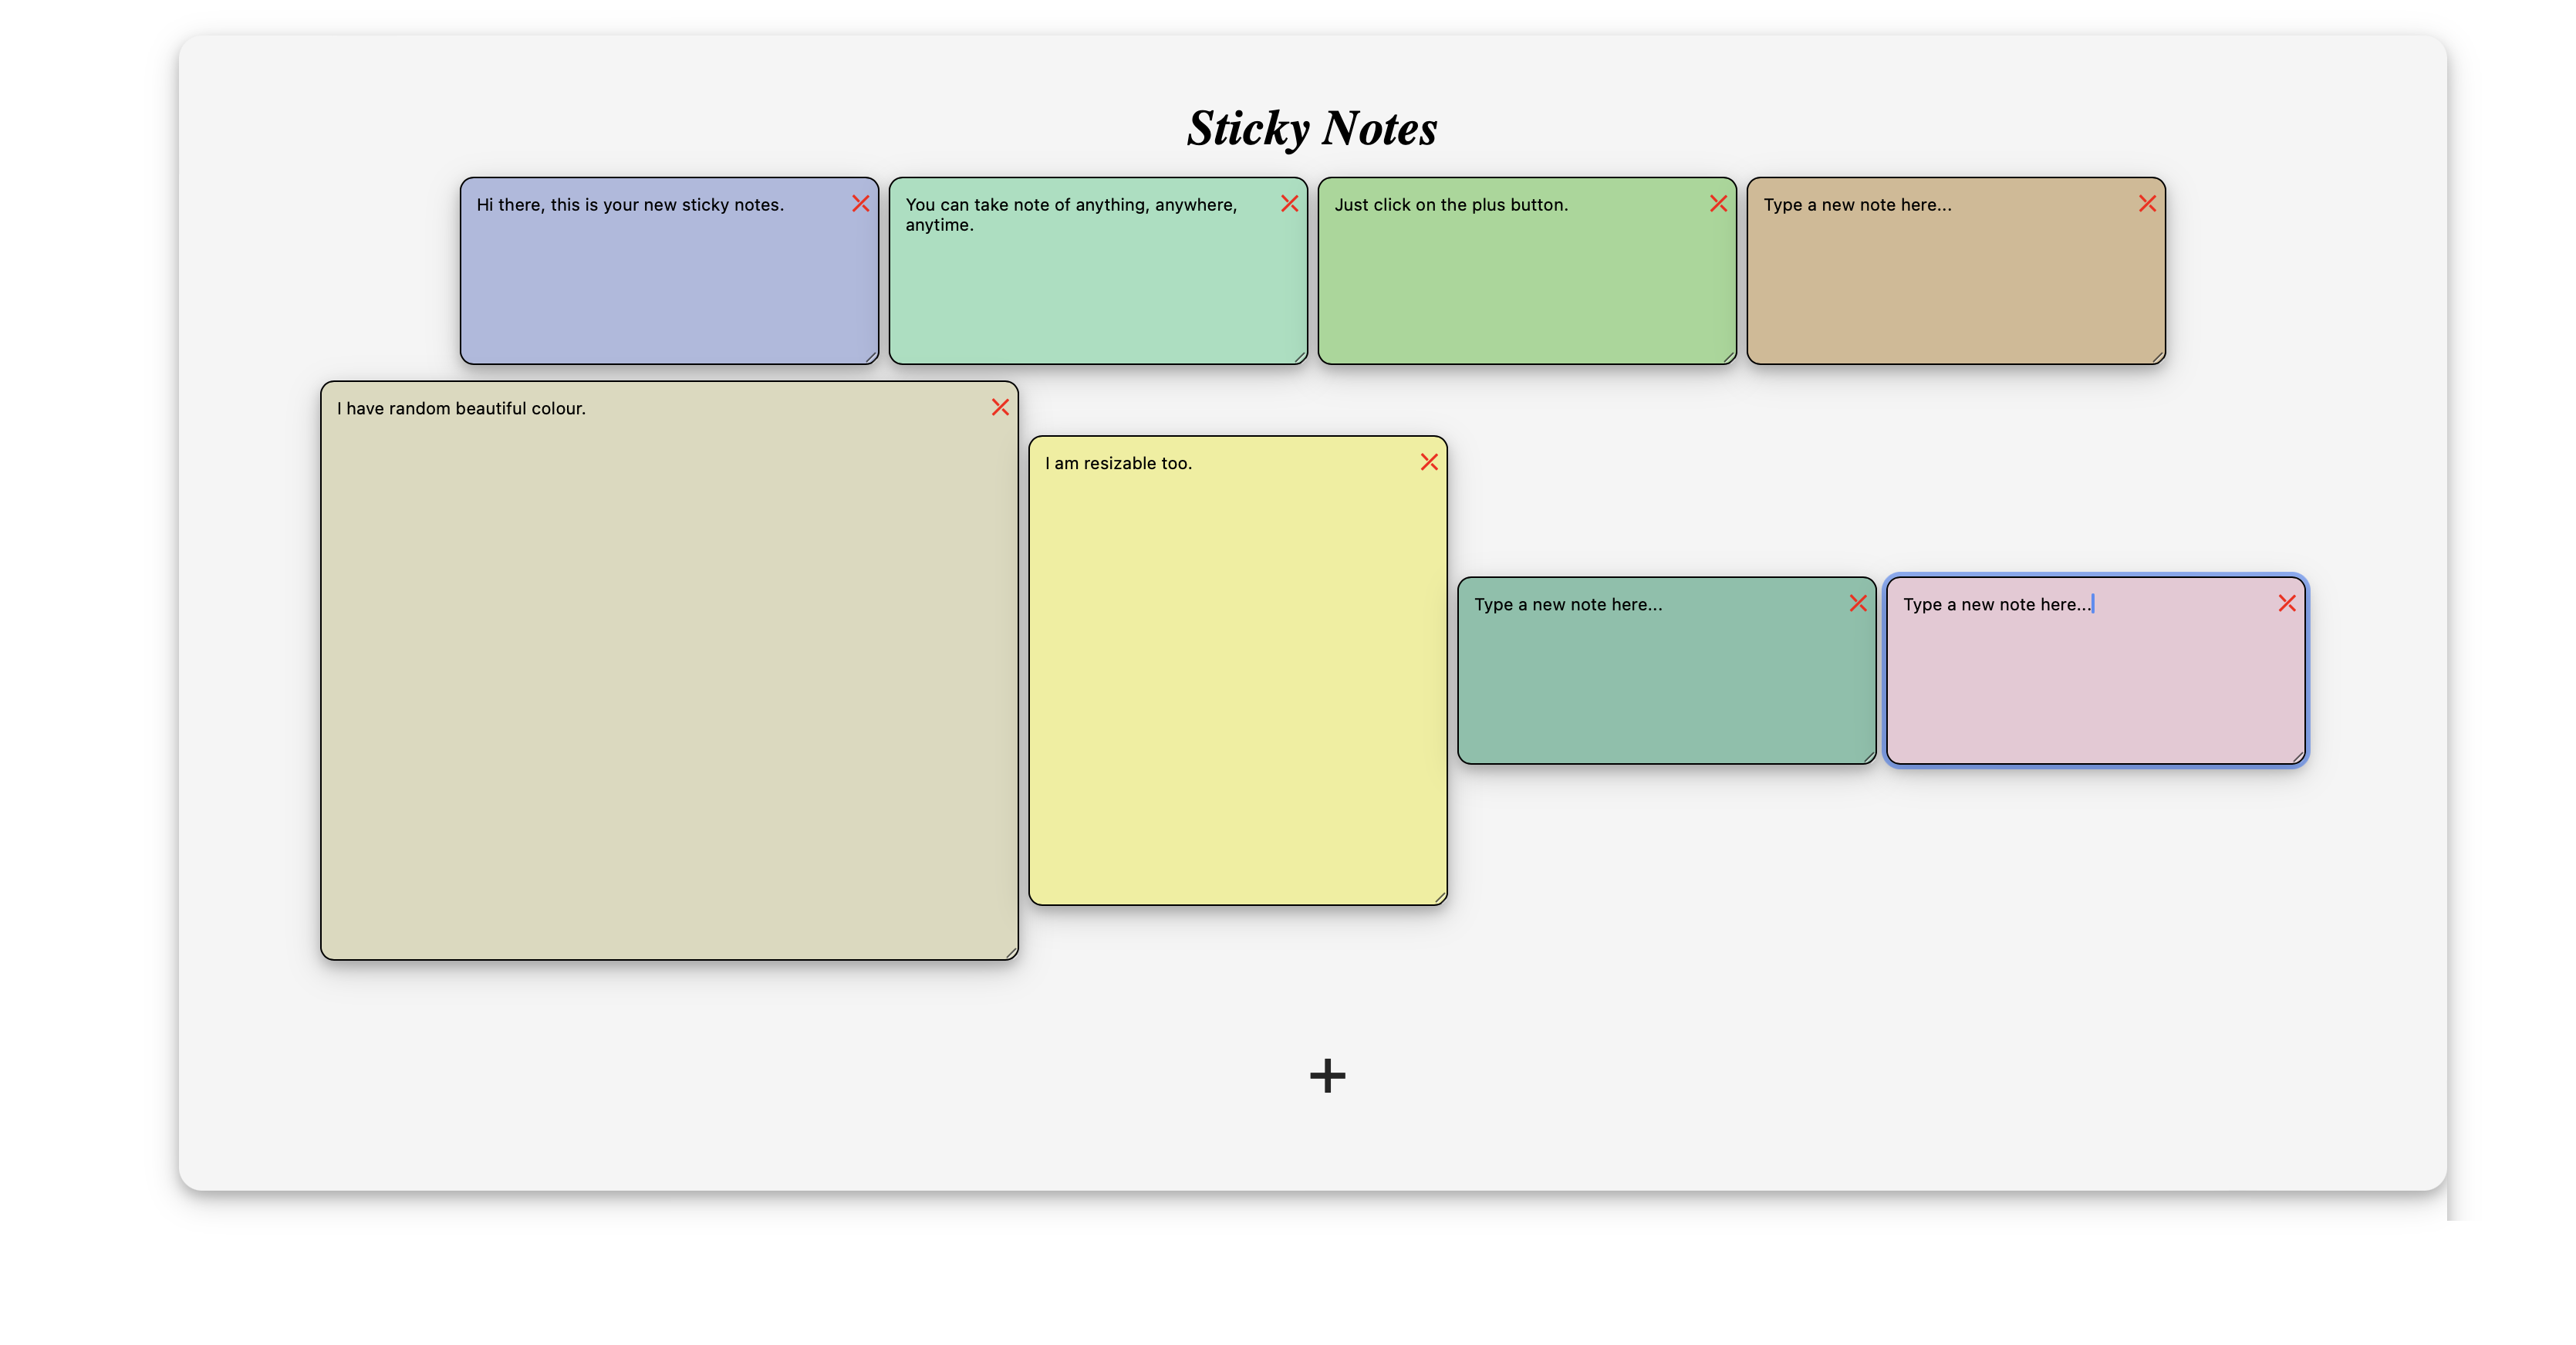 Sticky Notes
Hi there, this is your new sticky notes.
You can take note of anything, anywhere,
anytime.
Just click on the plus button.
Type a new note here...
I have random beautiful colour.
I am resizable too.
Type a new note here...
Type a new note here...